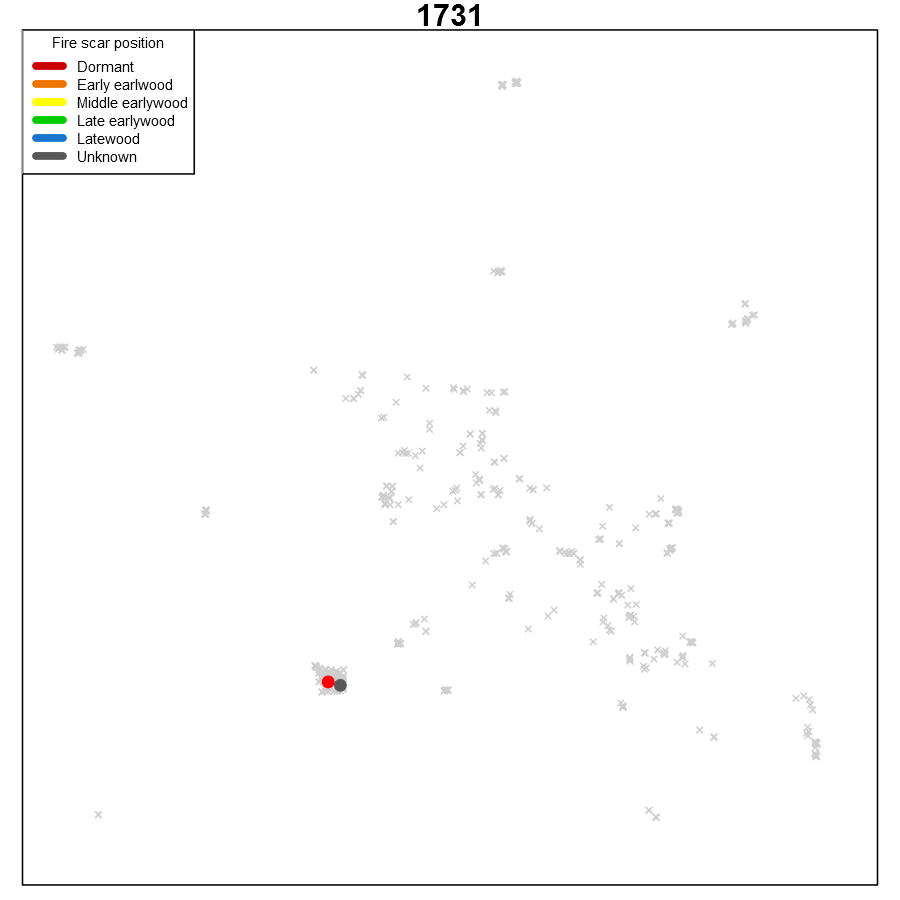 1731
Fire scar position
Dormant
Early earlwood
Middle earlywood
Late earlywood
Latewood
Unknown